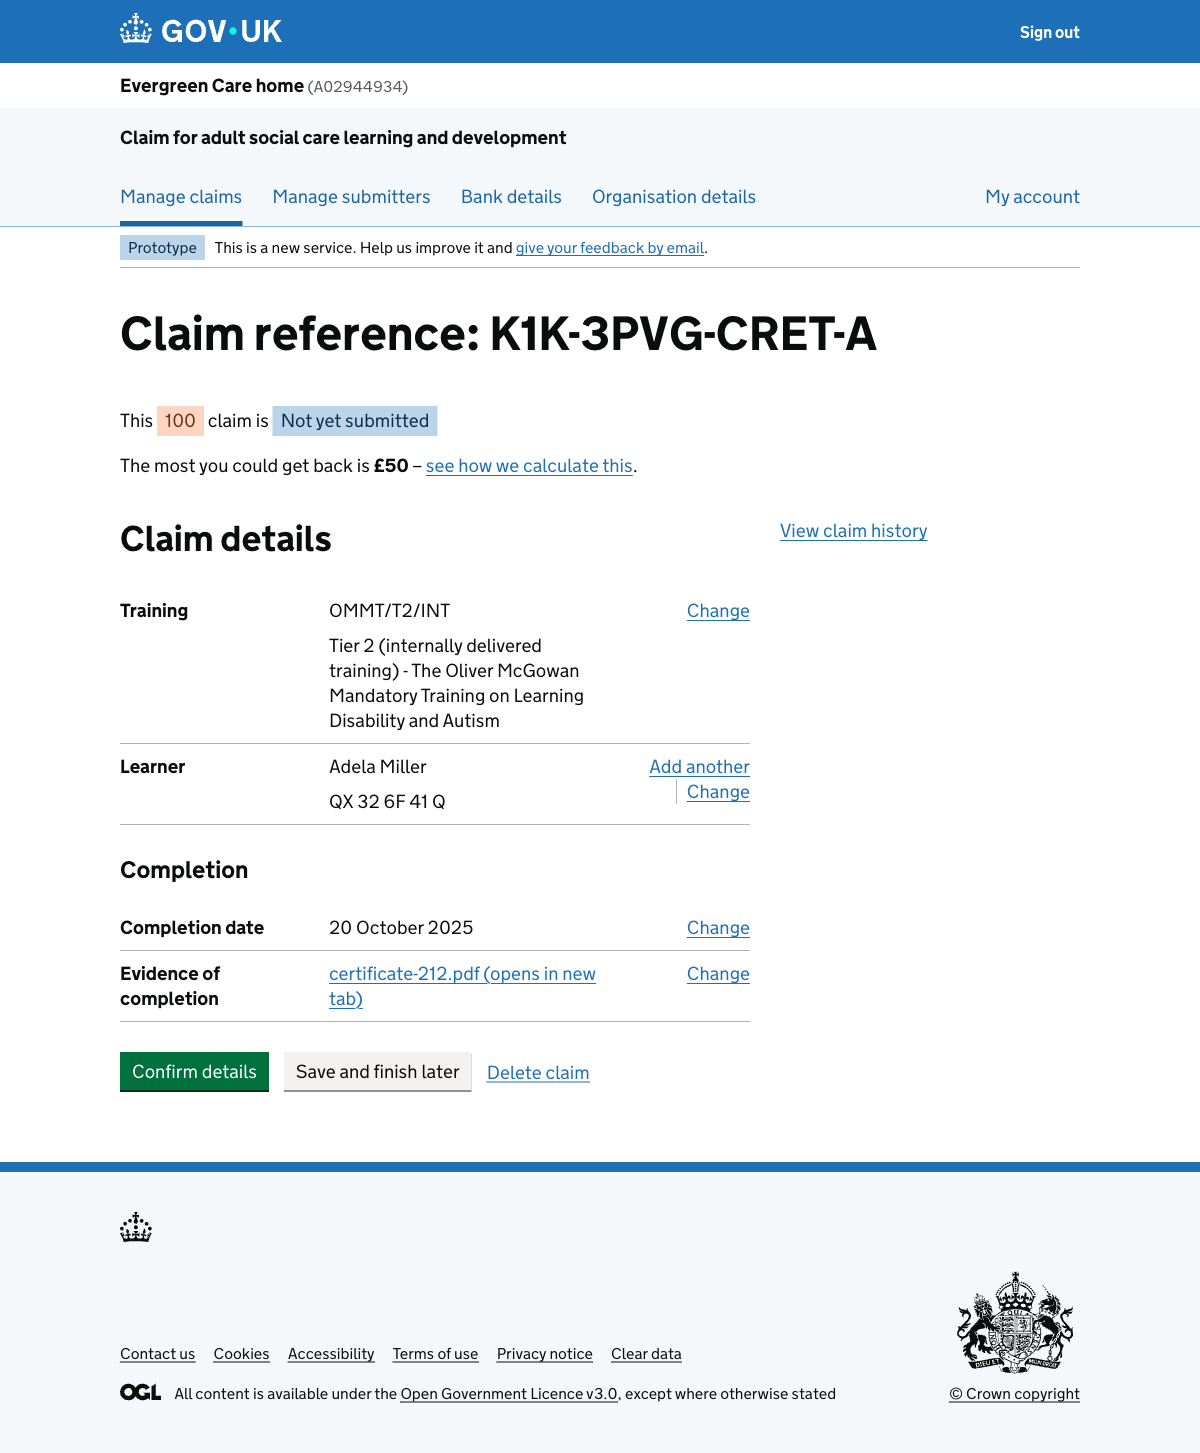 GOV·UK
Sign out
Evergreen Care home (A02944934)
Claim for adult social care learning and development
Manage claims Manage submitters Bank details Organisation details My account
Prototype This is a new service. Help us improve it and give your feedback by email.
Claim reference: K1K-3PVG-CRET-A
This 100 claim is Not yet submitted
The most you could get back is £50 – see how we calculate this.
Claim details
View claim history
Training OMMT/T2/INT Change
Tier 2 (internally delivered
training) - The Oliver McGowan
Mandatory Training on Learning
Disability and Autism
Learner Adela Miller Add another
Change
QX 32 6F 41 Q
Completion
Completion date 20 October 2025 Change
Evidence of completion certificate-212.pdf (opens in new tab) Change
Confirm details Save and finish later Delete claim
Contact us Cookies Accessibility Terms of use Privacy notice Clear data
OGL All content is available under the Open Government Licence v3.0, except where otherwise stated
© Crown copyright